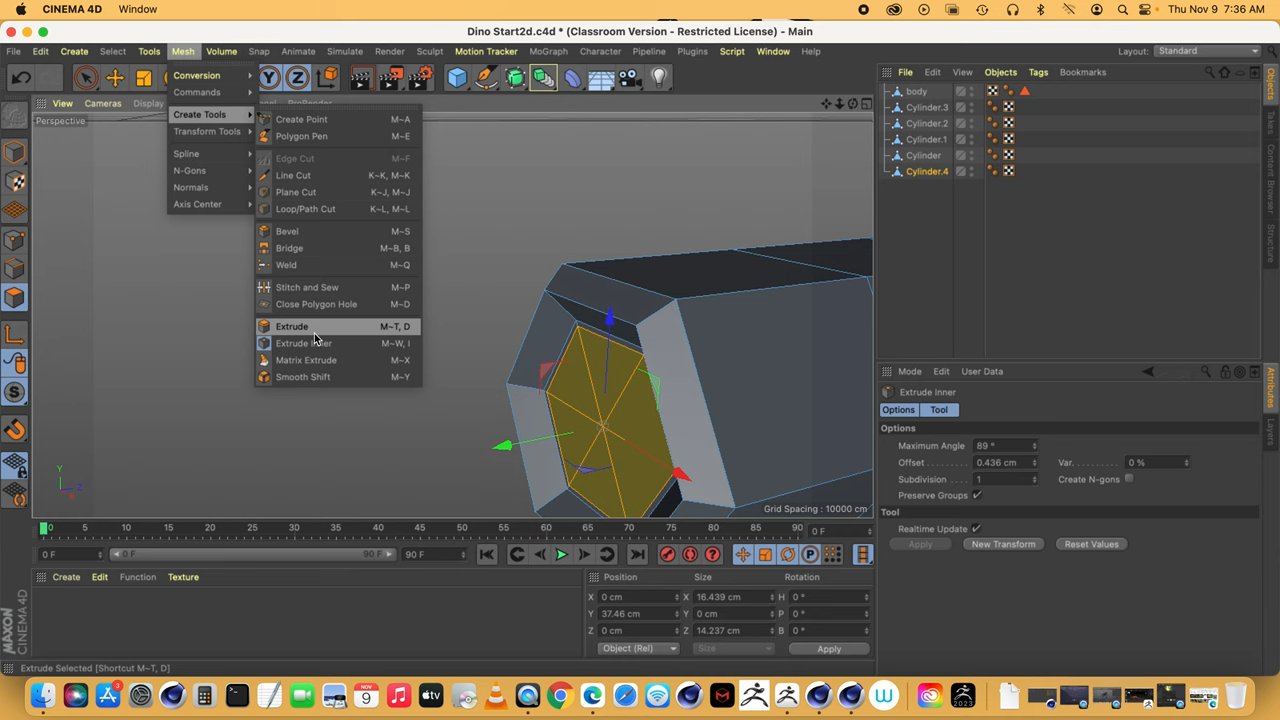 CINEMA 4D Window Thu Nov 9 7:36 AM
Dino Start2d.c4d * (Classroom Version - Restricted License) - Main
File Edit Create Select Tools Mesh Volume Snap Animate Simulate Render Sculpt Motion Tracker MoGraph Character Pipeline Plugins Script Window Help Layout: Standard
View Cameras Display
Perspective
Conversion
Commands
Create Tools
Transform Tools
Spline
N-Gons
Normals
Axis Center
Create Point M~A
Polygon Pen M~E
Edge Cut M~F
Line Cut K~K, M~K
Plane Cut K~J, M~J
Loop/Path Cut K~L, M~L
Bevel M~S
Bridge M~B, B
Weld M~Q
Stitch and Sew M~P
Close Polygon Hole M~D
Extrude M~T, D
Extrude Inner M~W, I
Matrix Extrude M~X
Smooth Shift M~Y
Y
Z
X
Grid Spacing : 10000 cm
File Edit View Objects Tags Bookmarks
body
Cylinder.3
Cylinder.2
Cylinder.1
Cylinder
Cylinder.4
Objects
Takes
Content Browser
Structure
Mode Edit User Data
Extrude Inner
Options Tool
Options
Maximum Angle 89 °
Offset 0.436 cm Var. 0 %
Subdivision 1 Create N-gons
Preserve Groups
Tool
Realtime Update
Apply New Transform Reset Values
Attributes
Layers
0 5 10 15 20 25 30 35 40 45 50 55 60 65 70 75 80 85 90 0 F
0 F 0 F 90 F 90 F
Create Edit Function Texture
Position Size Rotation
X 0 cm X 16.439 cm H 0 °
Y 37.46 cm Y 0 cm P 0 °
Z 0 cm Z 14.237 cm B 0 °
Object (Rel) Size Apply
MAXON
CINEMA 4D
Extrude Selected [Shortcut M~T, D]